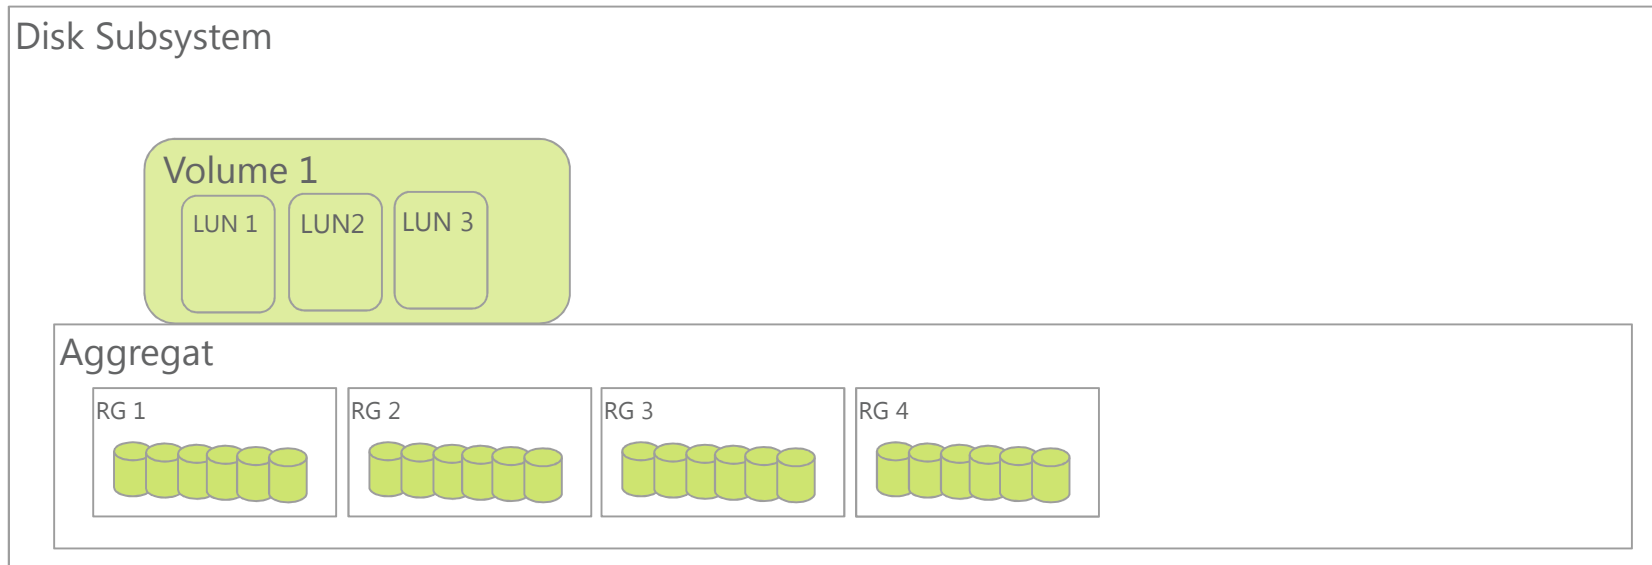 Disk Subsystem
Volume 1
LUN 1
LUN2
LUN 3
Aggregat
RG 1
RG 2
RG 3
RG 4